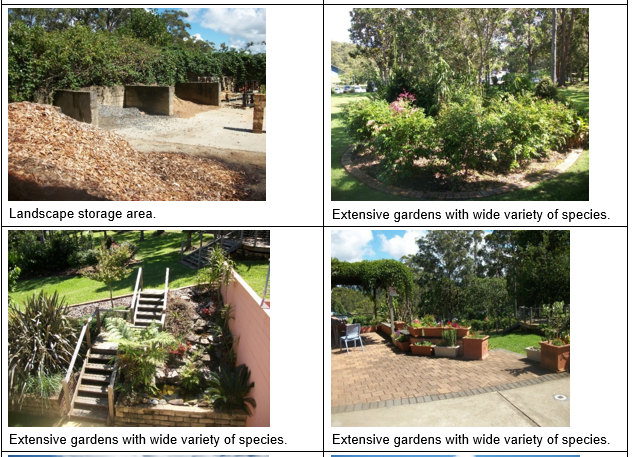 Landscape storage area.
Extensive gardens with wide variety of species.
Extensive gardens with wide variety of species.
Extensive gardens with wide variety of species.